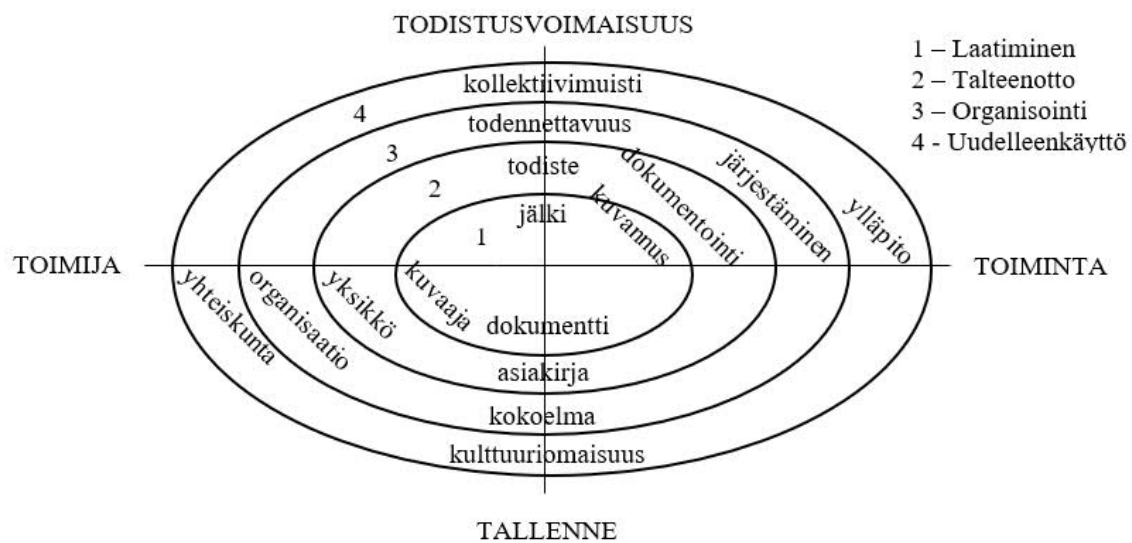 TODISTUSVOIMAISUUS
1 – Laatiminen
2 – Talteenotto
3 – Organisointi
4 - Uudelleenkäyttö
kollektiivimuisti
4
todennettavuus
3
todiste
2
jälki
1
kuvannus
dokumentointi
järjestäminen
ylläpito
TOIMIJA
TOIMINTA
yhteiskunta
organisaatio
yksikkö
kuvaaja
dokumentti
asiakirja
kokoelma
kulttuuriomaisuus
TALLENNE